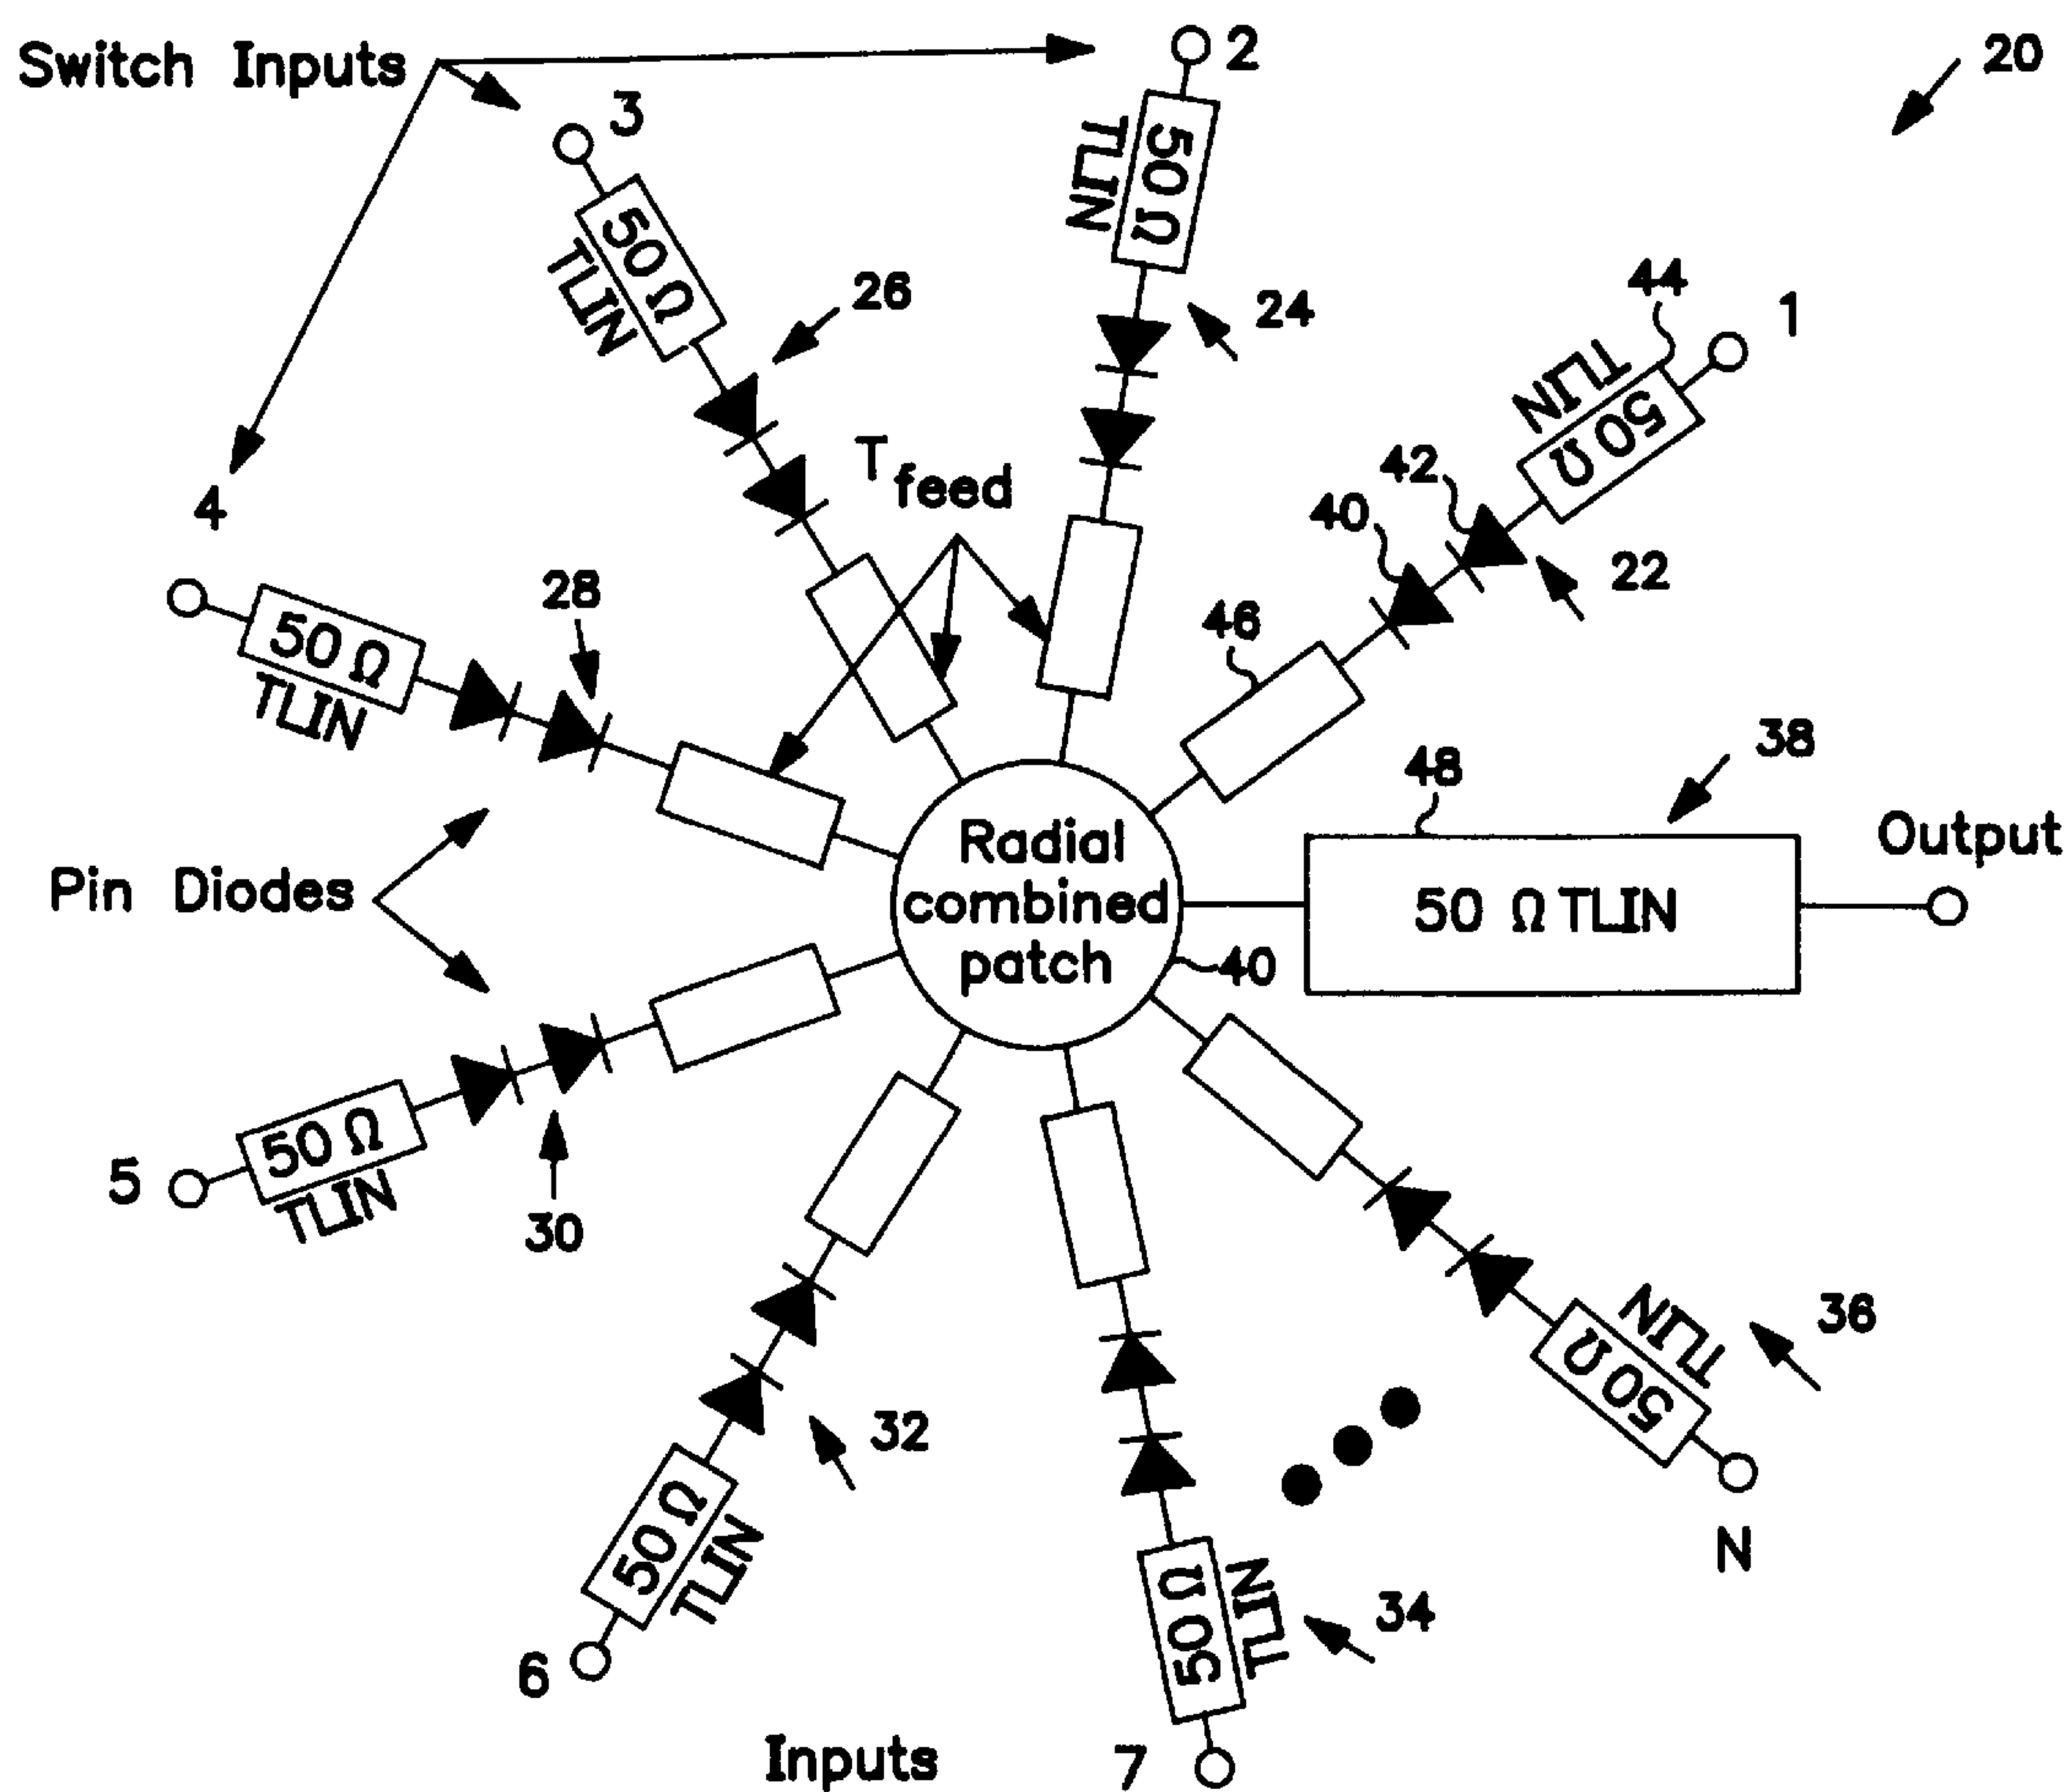 Switch Inputs
2
20
3
50 Ω
TLIN
50 Ω
TLIN
26
24
44
1
TLIN
50 Ω
T feed
42
40
4
22
28
46
50 Ω
TLIN
38
48
Output
Pin Diodes
Radial
combined
patch
50 Ω TLIN
40
5
50 Ω
TLIN
30
36
TLIN
50 Ω
32
N
50 Ω
TLIN
50 Ω
TLIN
34
6
Inputs
7